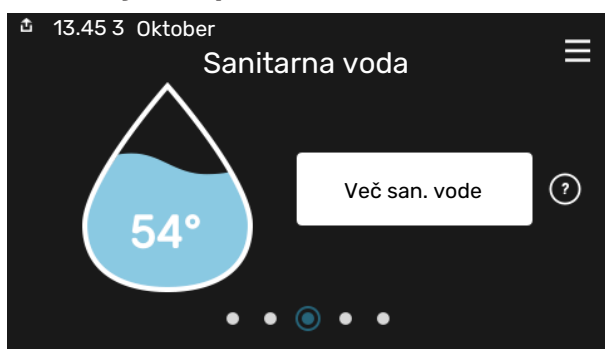 13.45 3 Oktober
Sanitarna voda
54°
Več san. vode
?